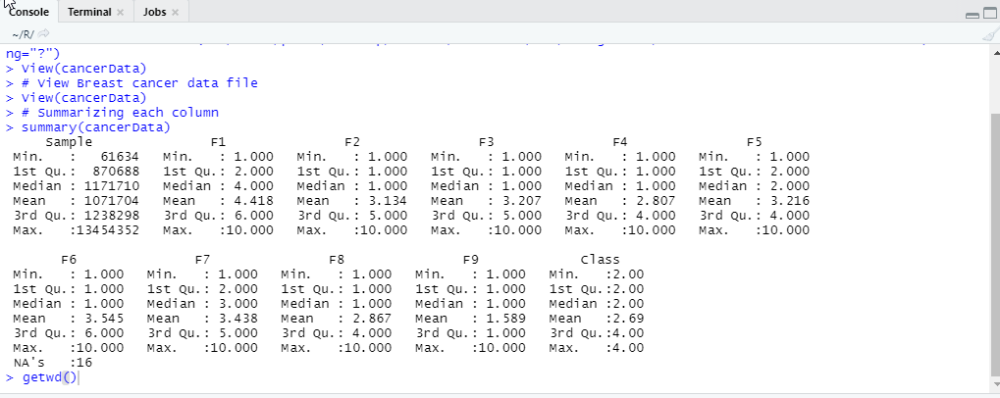 Console Terminal × Jobs ×
~/R/
ng="?")
> View(cancerData)
> # View Breast cancer data file
> View(cancerData)
> # Summarizing each column
> summary(cancerData)
     Sample               F1               F2               F3               F4               F5
 Min.   :   61634   Min.   : 1.000   Min.   : 1.000   Min.   : 1.000   Min.   : 1.000   Min.   : 1.000
 1st Qu.:  870688   1st Qu.: 2.000   1st Qu.: 1.000   1st Qu.: 1.000   1st Qu.: 1.000   1st Qu.: 2.000
 Median : 1171710   Median : 4.000   Median : 1.000   Median : 1.000   Median : 1.000   Median : 2.000
 Mean   : 1071704   Mean   : 4.418   Mean   : 3.134   Mean   : 3.207   Mean   : 2.807   Mean   : 3.216
 3rd Qu.: 1238298   3rd Qu.: 6.000   3rd Qu.: 5.000   3rd Qu.: 5.000   3rd Qu.: 4.000   3rd Qu.: 4.000
 Max.   :13454352   Max.   :10.000   Max.   :10.000   Max.   :10.000   Max.   :10.000   Max.   :10.000
       F6               F7               F8               F9             Class
 Min.   : 1.000   Min.   : 1.000   Min.   : 1.000   Min.   : 1.000   Min.   :2.00
 1st Qu.: 1.000   1st Qu.: 2.000   1st Qu.: 1.000   1st Qu.: 1.000   1st Qu.:2.00
 Median : 1.000   Median : 3.000   Median : 1.000   Median : 1.000   Median :2.00
 Mean   : 3.545   Mean   : 3.438   Mean   : 2.867   Mean   : 1.589   Mean   :2.69
 3rd Qu.: 6.000   3rd Qu.: 5.000   3rd Qu.: 4.000   3rd Qu.: 1.000   3rd Qu.:4.00
 Max.   :10.000   Max.   :10.000   Max.   :10.000   Max.   :10.000   Max.   :4.00
 NA's   :16
> getwd()